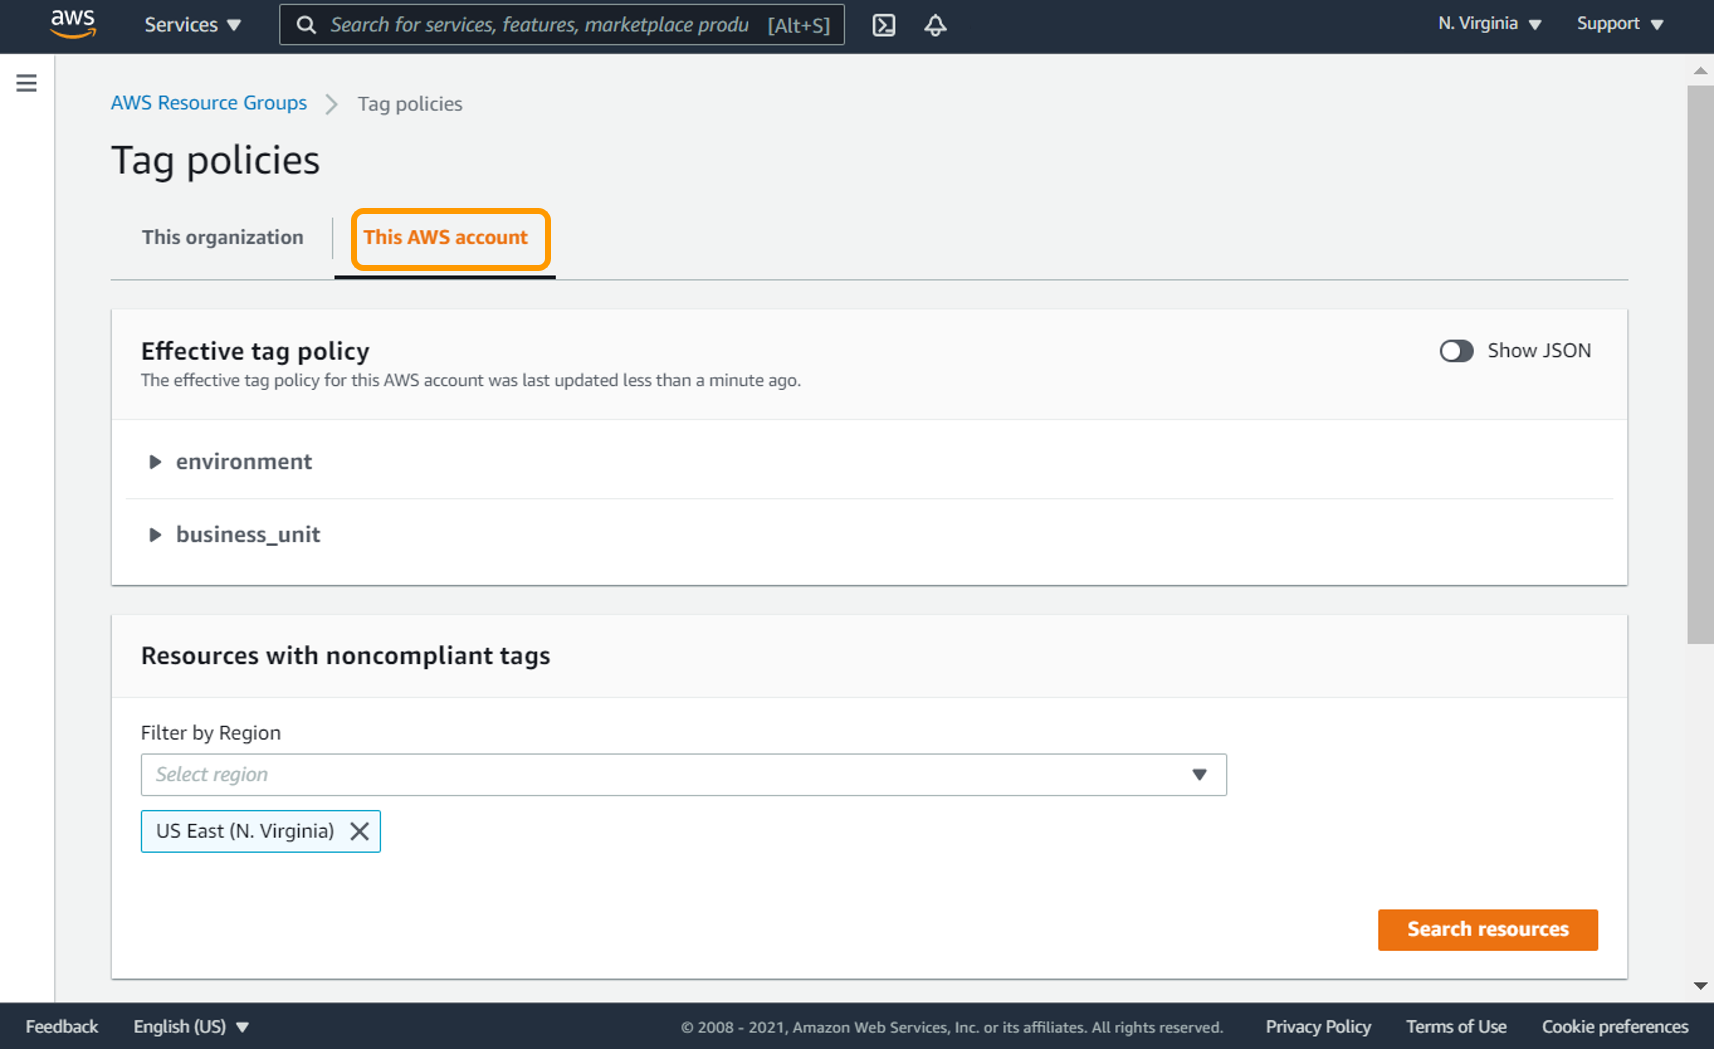 aws
Services
Search for services, features, marketplace produ [Alt+S]
N. Virginia
Support
AWS Resource Groups
Tag policies
Tag policies
This organization
This AWS account
Effective tag policy
Show JSON
The effective tag policy for this AWS account was last updated less than a minute ago.
environment
business_unit
Resources with noncompliant tags
Filter by Region
Select region
US East (N. Virginia)
Search resources
Feedback
English (US)
© 2008 - 2021, Amazon Web Services, Inc. or its affiliates. All rights reserved.
Privacy Policy
Terms of Use
Cookie preferences